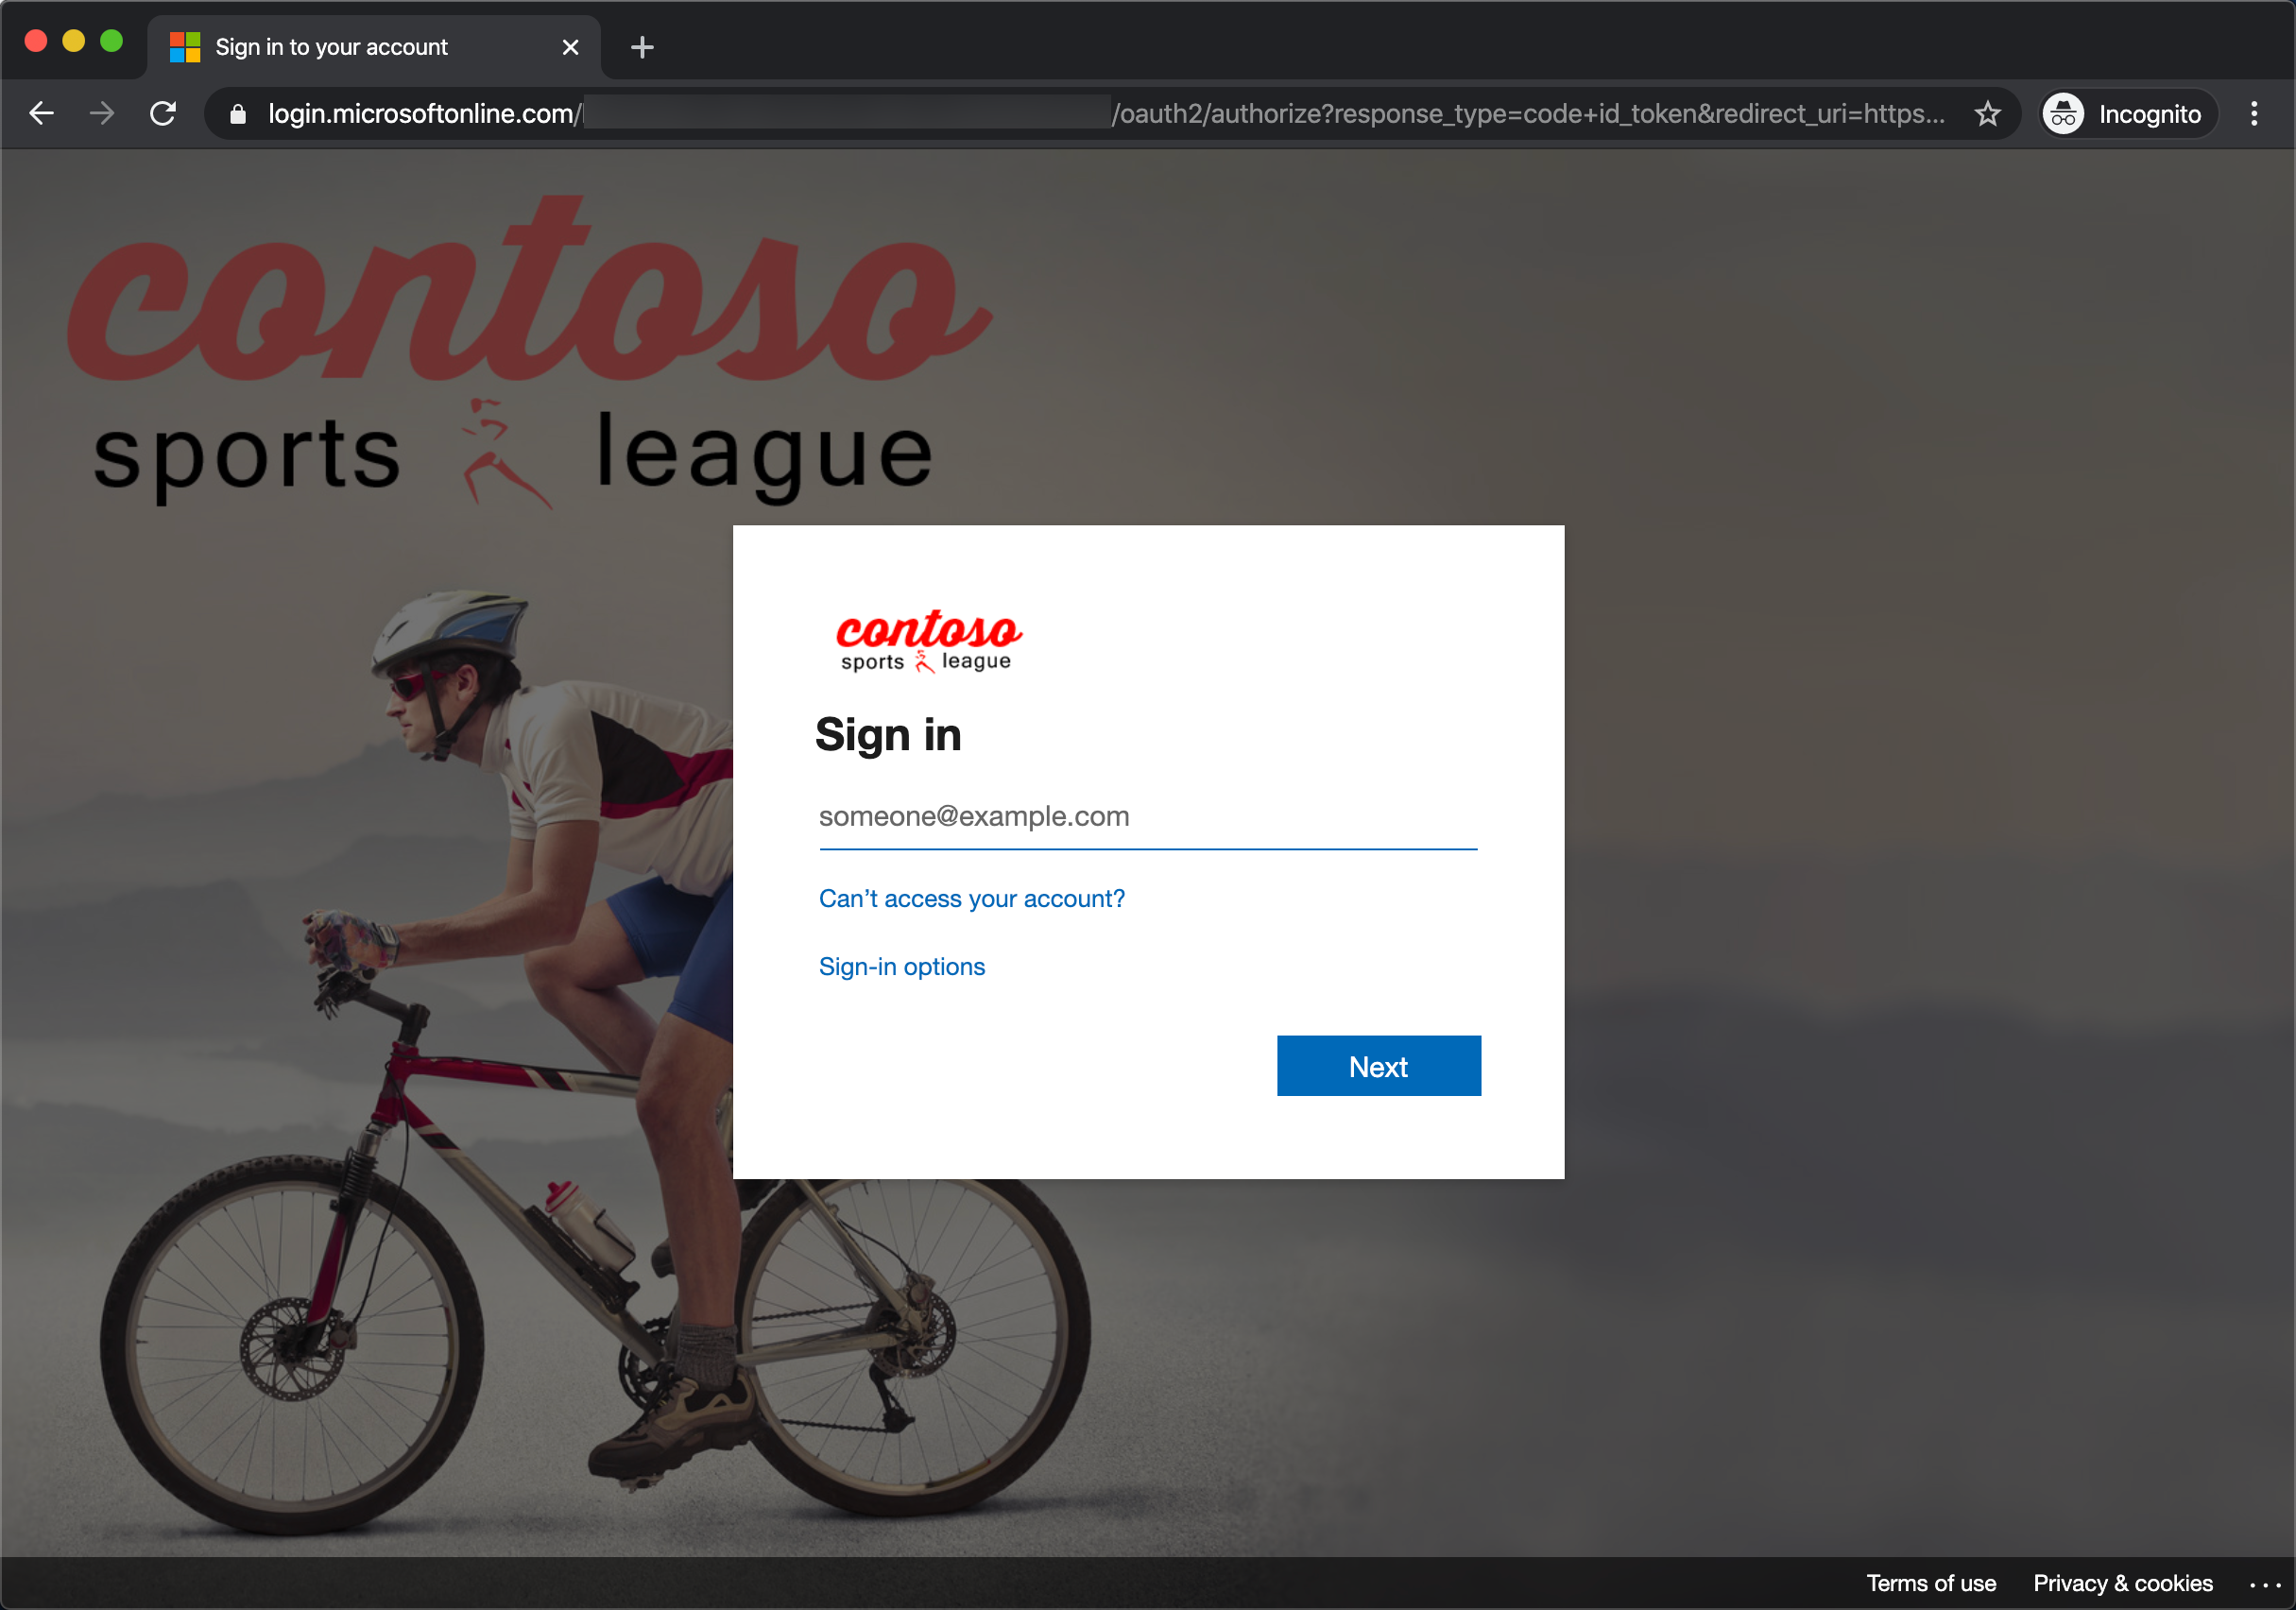 Sign in to your account
login.microsoftonline.com/
/oauth2/authorize?response_type=code+id_token&redirect_uri=https...
Incognito
contoso
sports league
contoso
sports league
Sign in
someone@example.com
Can't access your account?
Sign-in options
Next
Terms of use
Privacy & cookies
...